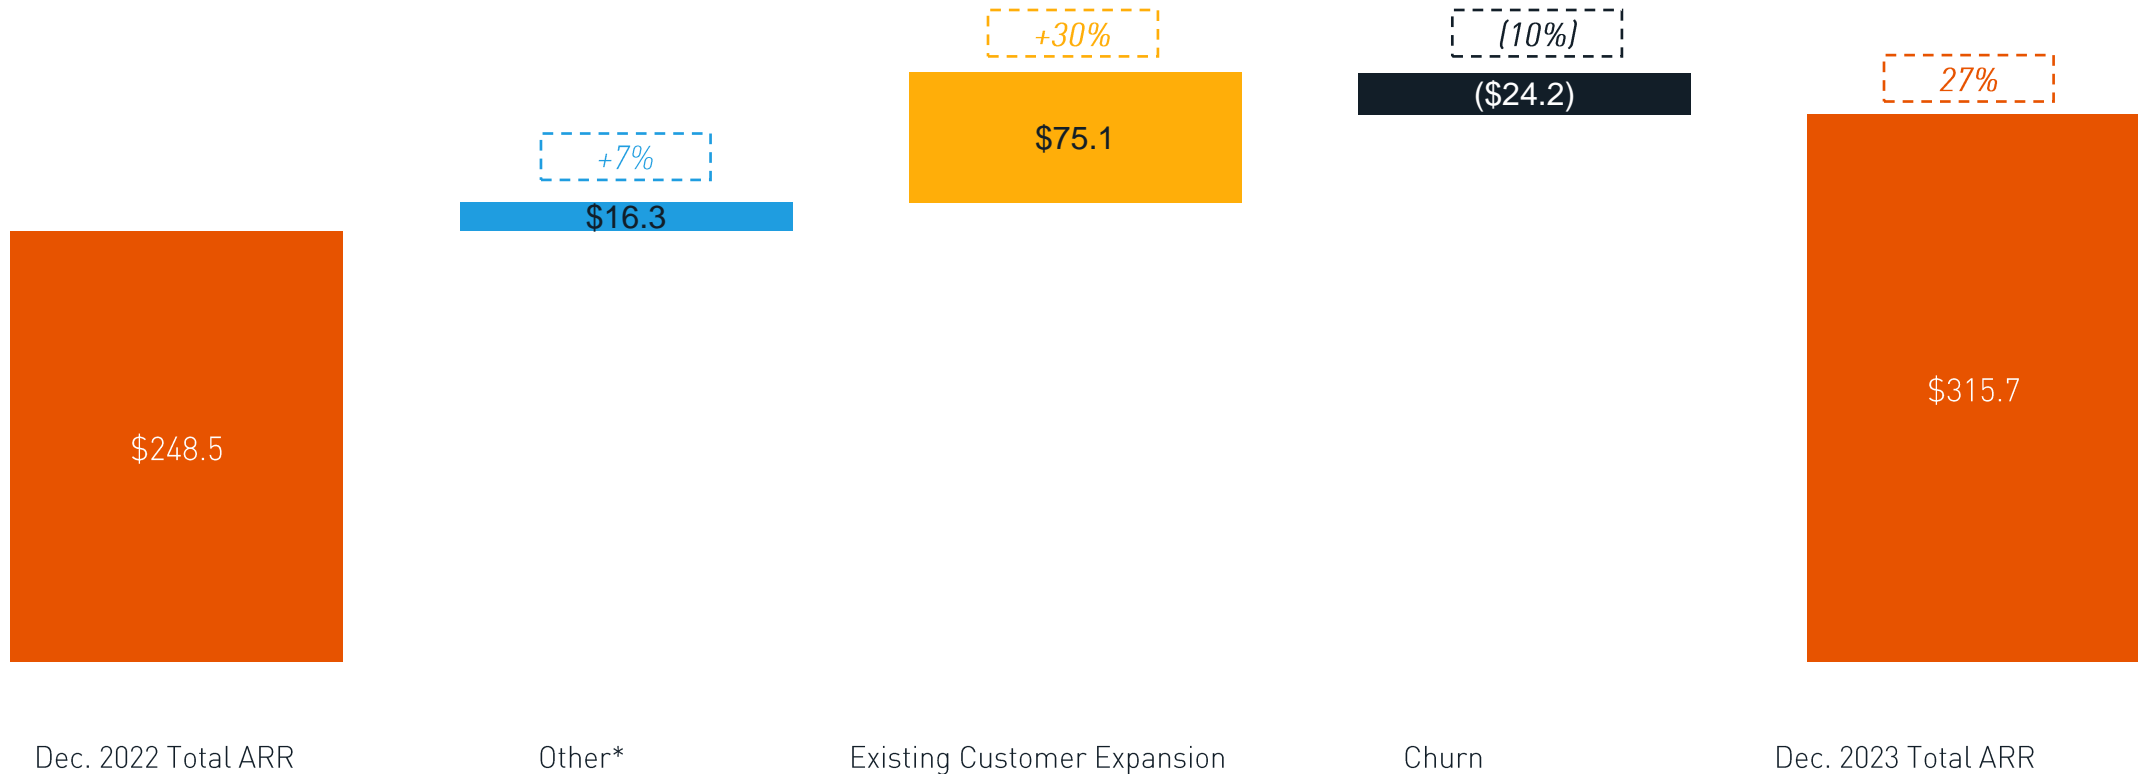 +30%
(10%)
27%
+7%
($24.2)
$75.1
$16.3
$315.7
$248.5
Dec. 2022 Total ARR
Other*
Existing Customer Expansion
Churn
Dec. 2023 Total ARR